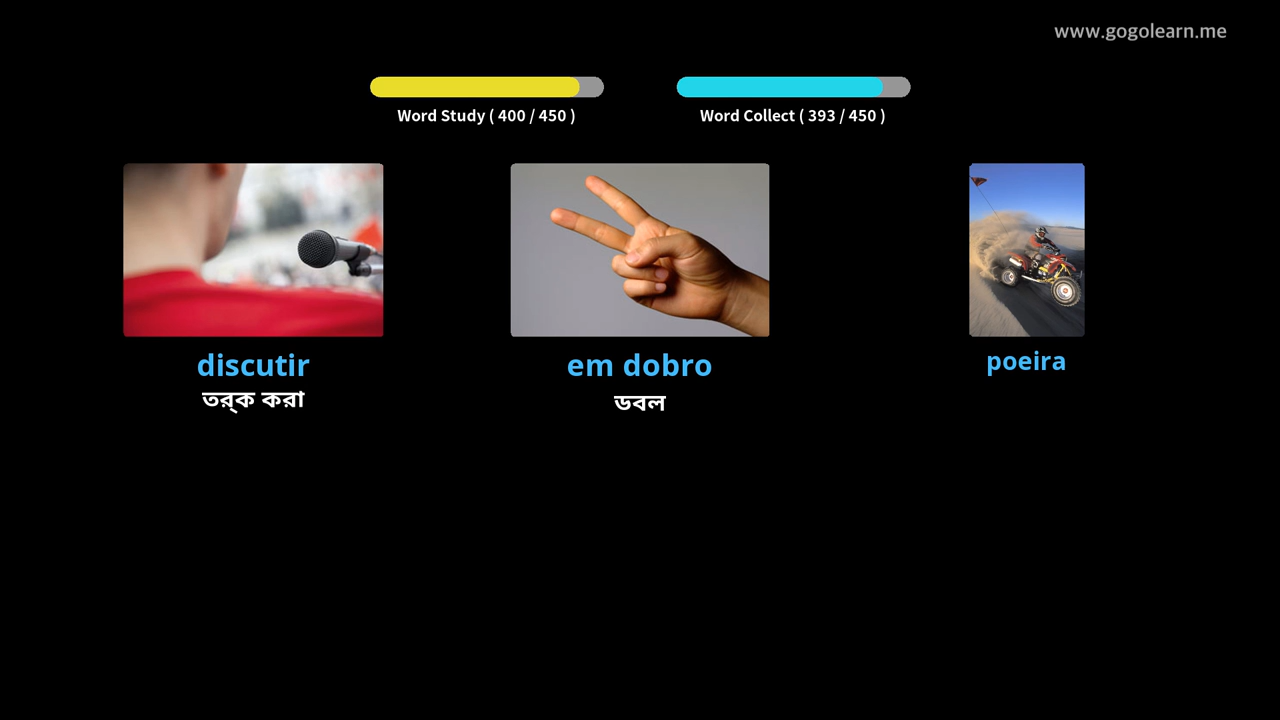 www.gogolearn.me
Word Study ( 400 / 450 )
Word Collect ( 393 / 450 )
discutir
তর্ক করা
em dobro
ডবল
poeira